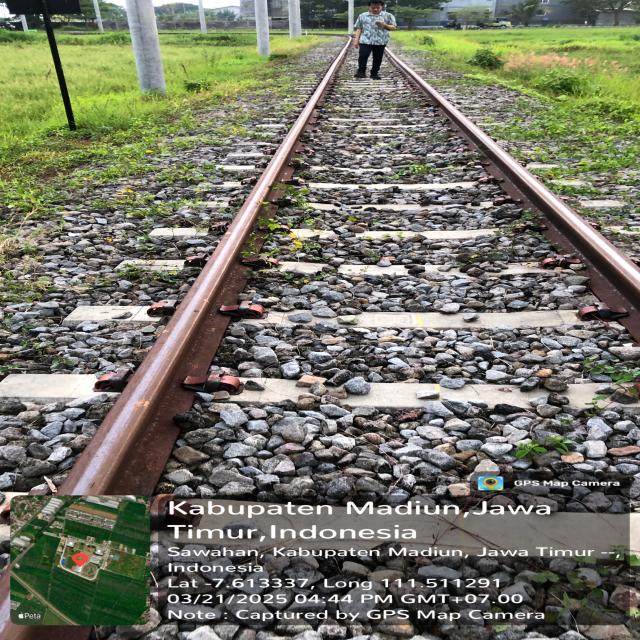 GPS Map Camera
Kabupaten Madiun,Jawa
Timur,Indonesia
Sawahan, Kabupaten Madiun, Jawa Timur --,
Indonesia
Lat -7.613337, Long 111.511291
03/21/2025 04:44 PM GMT+07.00
Note : Captured by GPS Map Camera
Peta